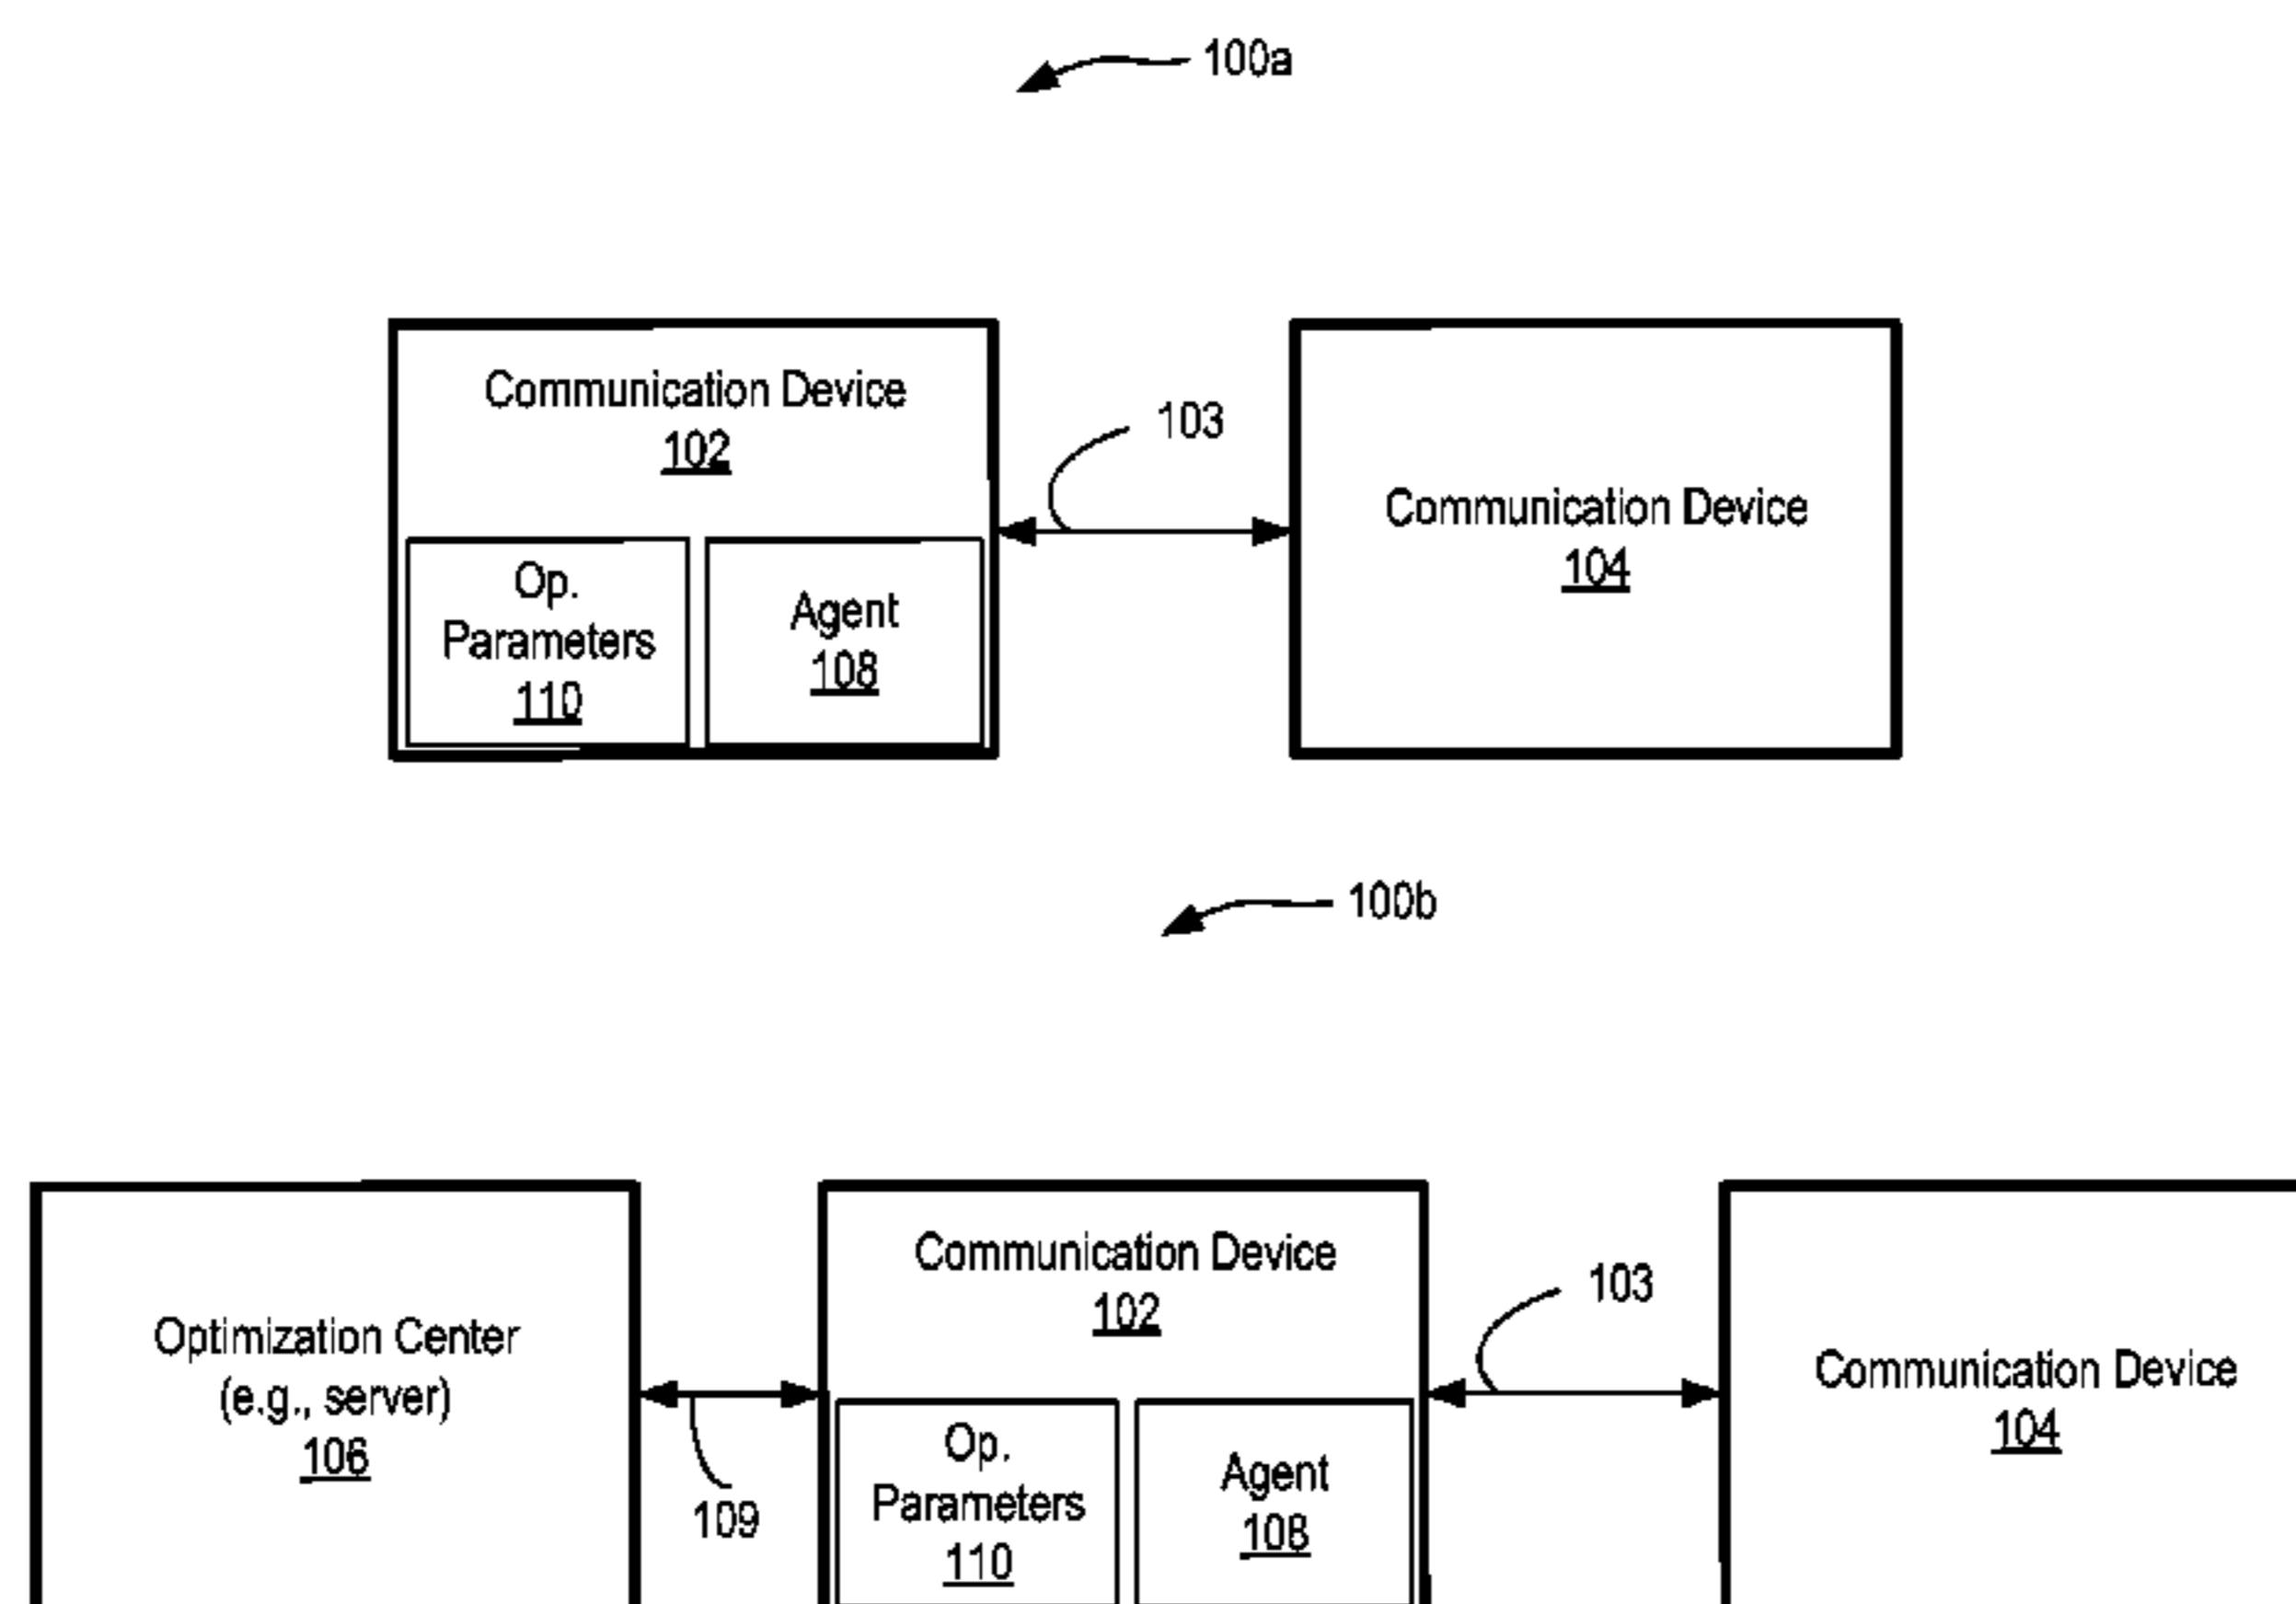 100a
Communication Device
102
103
Communication Device
104
Op.
Parameters
110
Agent
108
100b
Optimization Center
(e.g., server)
106
109
Communication Device
102
Op.
Parameters
110
Agent
108
103
Communication Device
104